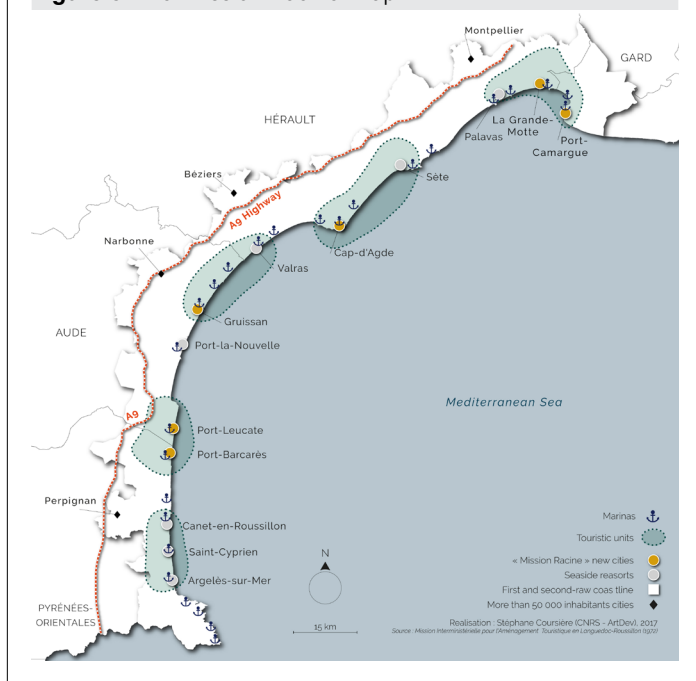 Montpellier
GARD
HÉRAULT
La Grande-
Motte
Palavas
Port-
Camargue
Béziers
Sète
A9 Highway
Narbonne
Cap-d'Agde
Valras
Gruissan
AUDE
Port-la-Nouvelle
Mediterranean Sea
A9
Port-Leucate
Port-Barcarès
Perpignan
Canet-en-Roussillon
Saint-Cyprien
Argelès-sur-Mer
PYRÉNÉES-
ORIENTALES
N
15 km
Marinas
Touristic units
« Mission Racine » new cities
Seaside reasorts
First and second-raw coas tline
More than 50 000 inhabitants cities
Realisation : Stéphane Coursière (CNRS - ArtDev), 2017
Source : Mission Interministérielle pour l'Aménagement Touristique en Languedoc-Roussillon (1972)